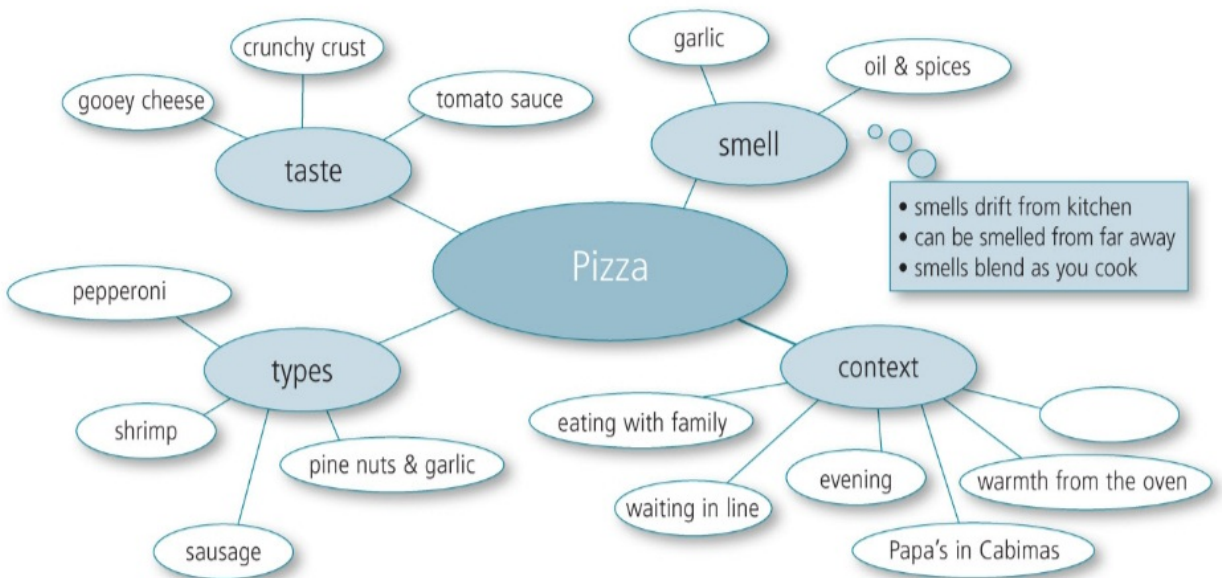 crunchy crust
gooey cheese
tomato sauce
taste
garlic
oil & spices
smell
• smells drift from kitchen
• can be smelled from far away
• smells blend as you cook
Pizza
pepperoni
types
shrimp
pine nuts & garlic
sausage
context
eating with family
waiting in line
evening
Papa's in Cabimas
warmth from the oven